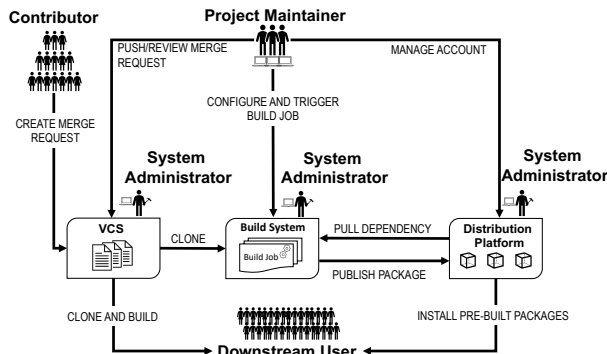 Contributor
Project Maintainer
PUSH/REVIEW MERGE
REQUEST
MANAGE ACCOUNT
CONFIGURE AND TRIGGER
BUILD JOB
CREATE MERGE
REQUEST
System
Administrator
System
Administrator
System
Administrator
VCS
CLONE
Build System
Build Job
PULL DEPENDENCY
PUBLISH PACKAGE
Distribution
Platform
CLONE AND BUILD
INSTALL PRE-BUILT PACKAGES
Downstream User